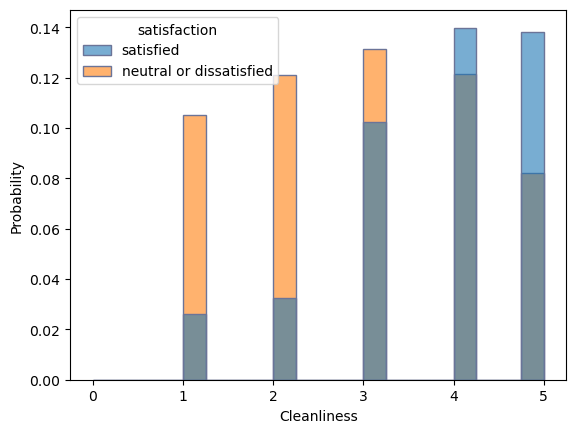 satisfaction
satisfied
neutral or dissatisfied
0.14
0.12
0.10
0.08
0.06
0.04
0.02
0.00
Probability
0 1 2 3 4 5
Cleanliness